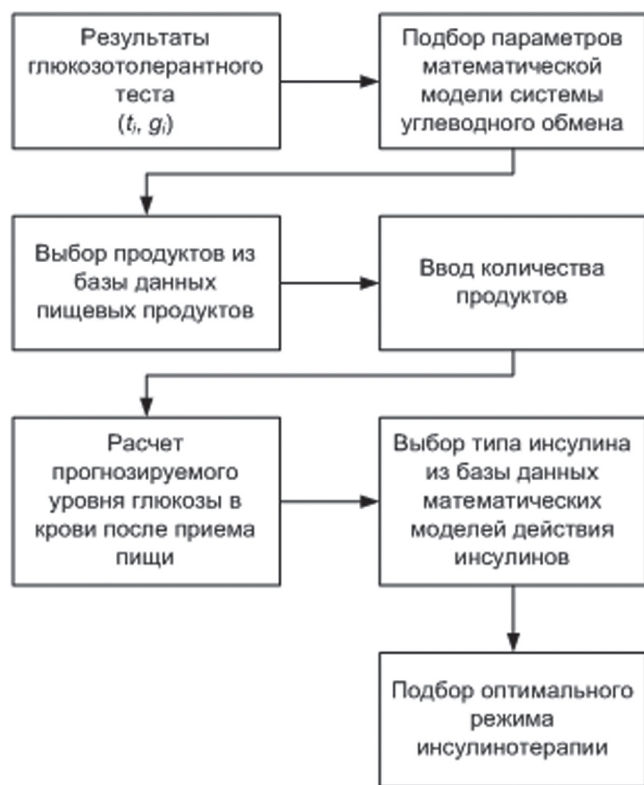 Результаты
глюкозотолерантного
теста
(tᵢ, gᵢ)
Подбор параметров
математической
модели системы
углеводного обмена
Выбор продуктов из
базы данных
пищевых продуктов
Ввод количества
продуктов
Расчет
прогнозируемого
уровня глюкозы в
крови после приема
пищи
Выбор типа инсулина
из базы данных
математических
моделей действия
инсулинов
Подбор оптимального
режима
инсулинотерапии